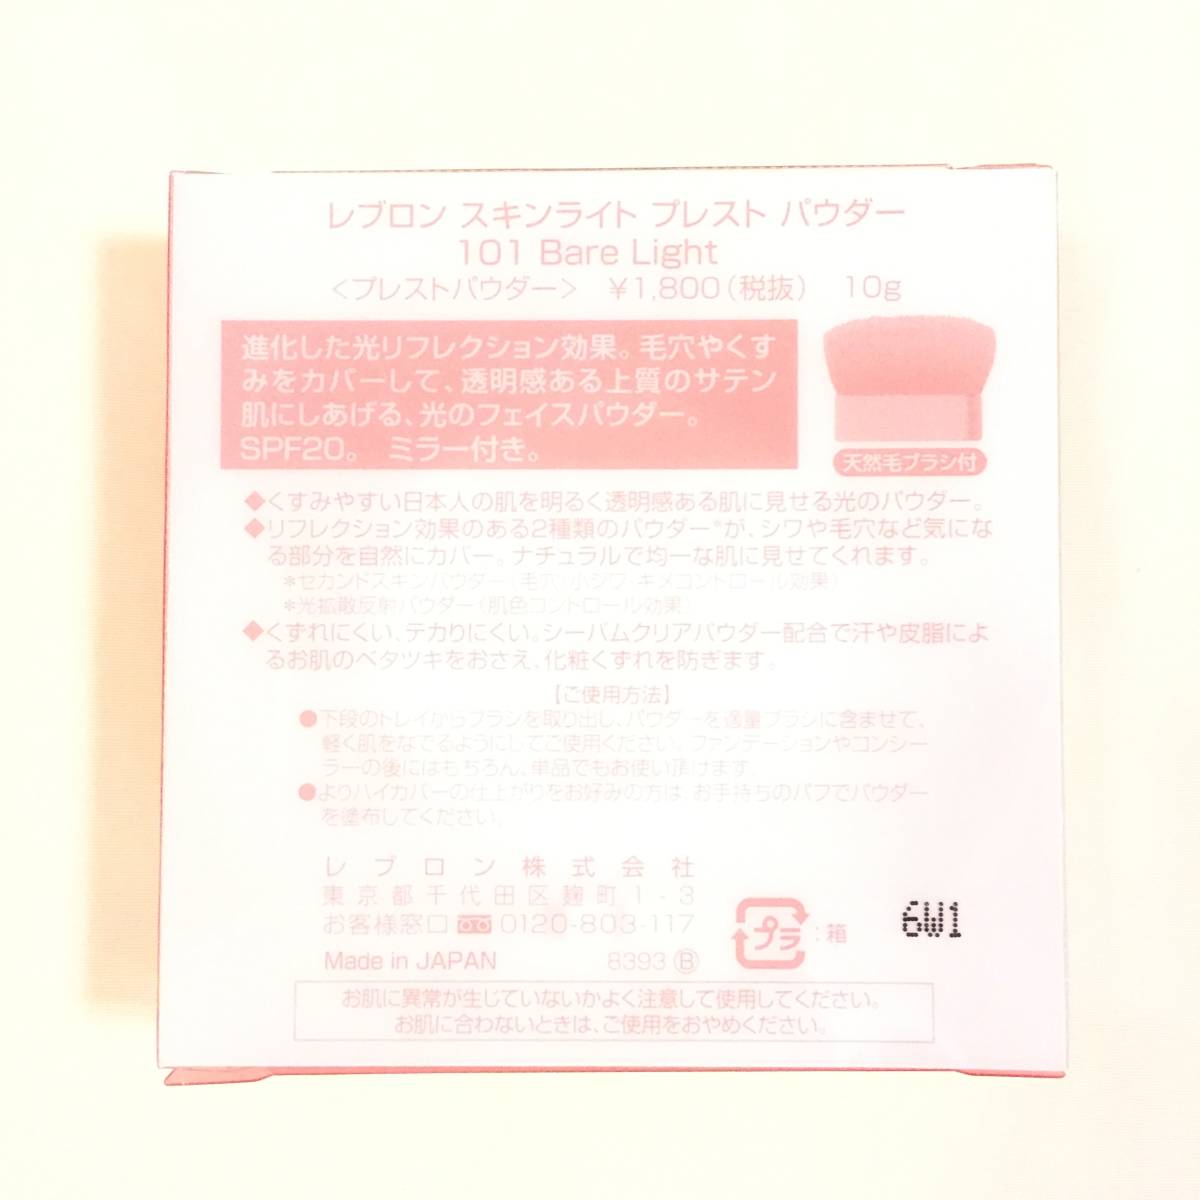 レブロン スキンライト プレスト パウダー
101 Bare Light
＜プレストパウダー＞ ¥1,800（税抜） 10g
進化した光リフレクション効果。毛穴やくす
みをカバーして、透明感ある上質のサテン
肌にしあげる、光のフェイスパウダー。
SPF20。 ミラー付き。
天然毛ブラシ付
◆くすみやすい日本人の肌を明るく透明感ある肌に見せる光のパウダー。
◆リフレクション効果のある2種類のパウダー*が、シワや毛穴など気にな
る部分を自然にカバー。ナチュラルで均一な肌に見せてくれます。
*セカンドスキンパウダー（毛穴・小ジワ・キメコントロール効果）
*光拡散反射パウダー（肌色コントロール効果）
◆くずれにくい、テカりにくい。シーバムクリアパウダー配合で汗や皮脂によ
るお肌のベタツキをおさえ、化粧くずれを防ぎます。
【ご使用方法】
●下段のトレイからブラシを取り出し、パウダーを適量ブラシに含ませて、
軽く肌をなでるようにしてご使用ください。ファンデーションやコンシー
ラーの後にはもちろん、単品でもお使い頂けます。
●よりハイカバーの仕上がりをお好みの方は、お手持ちのパフでパウダー
を塗布してください。
レブロン株式会社
東京都千代田区麹町1-3
お客様窓口 0120-803-117
Made in JAPAN 8393 Ⓑ
プラ :箱
6W1
お肌に異常が生じていないかよく注意して使用してください。
お肌に合わないときは、ご使用をおやめください。